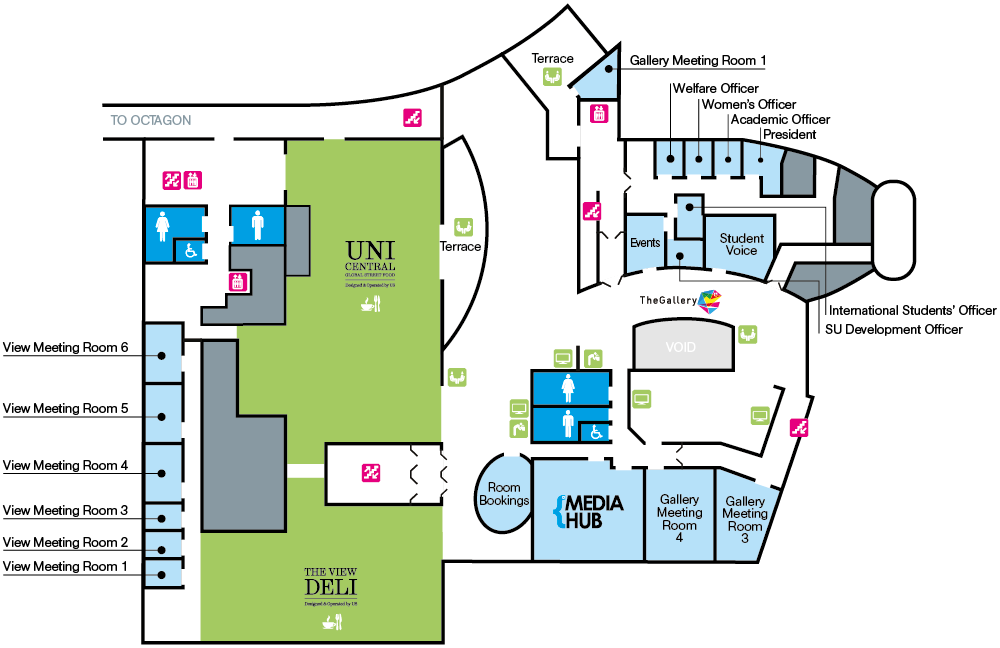 Terrace
Gallery Meeting Room 1
Welfare Officer
Women's Officer
Academic Officer
President
TO OCTAGON
UNI
CENTRAL
GLOBAL STREET FOOD
Designed & Operated by US
Terrace
Events
Student
Voice
TheGallery
International Students' Officer
SU Development Officer
VOID
View Meeting Room 6
View Meeting Room 5
View Meeting Room 4
View Meeting Room 3
View Meeting Room 2
View Meeting Room 1
Room
Bookings
MEDIA
HUB
Gallery
Meeting
Room
4
Gallery
Meeting
Room
3
THE VIEW
DELI
Designed & Operated by US